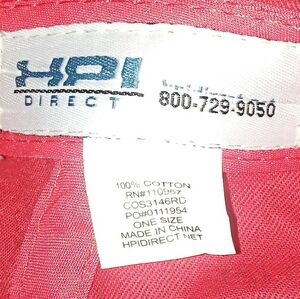 HPI
DIRECT
800-729-9050
100% COTTON
RN#110957
COS3146RD
PO#0111954
ONE SIZE
MADE IN CHINA
HPIDIRECT NET